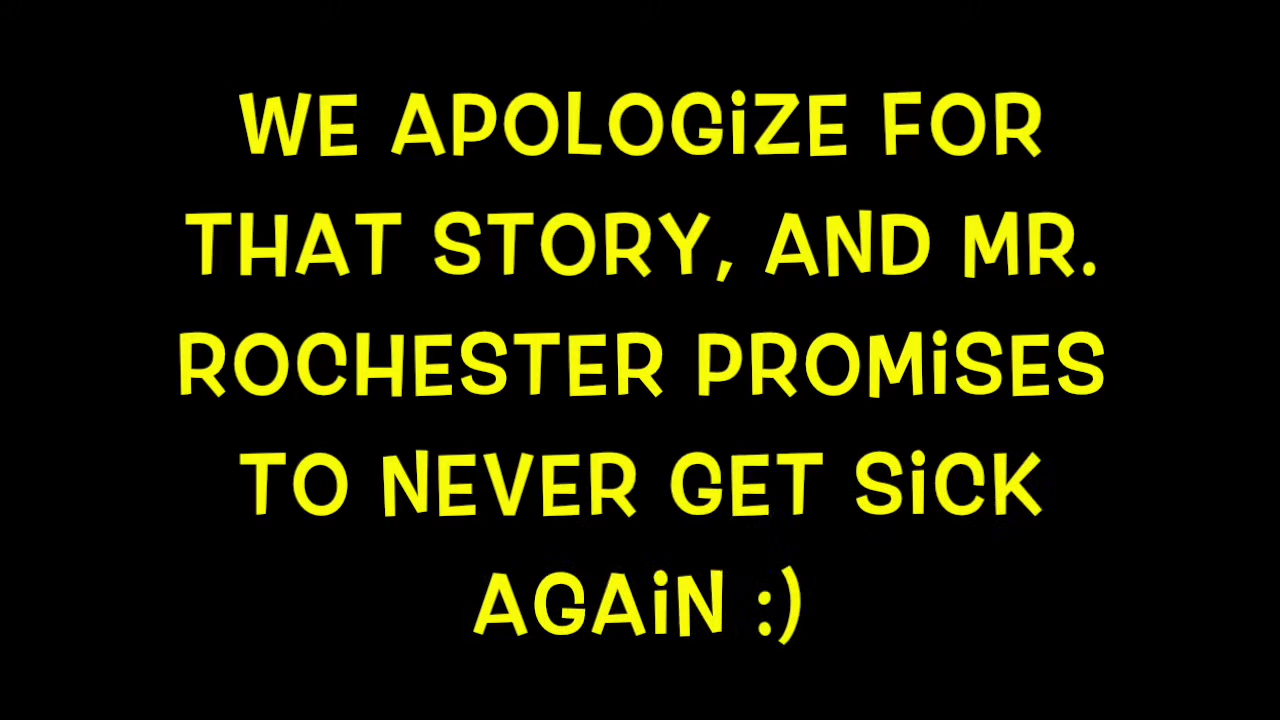 WE APOLOGiZE FOR
THAT STORY, AND MR.
ROCHESTER PROMiSES
TO NEVER GET SiCK
AGAiN :)